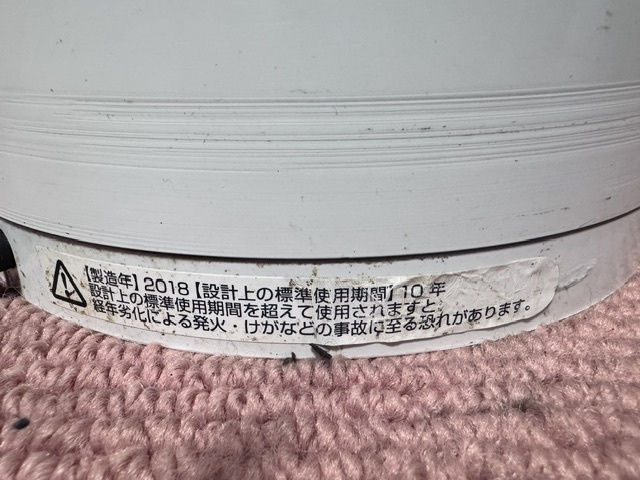 【製造年】2018【設計上の標準使用期間】10年
設計上の標準使用期間を超えて使用されますと、
経年劣化による発火・けがなどの事故に至る恐れがあります。